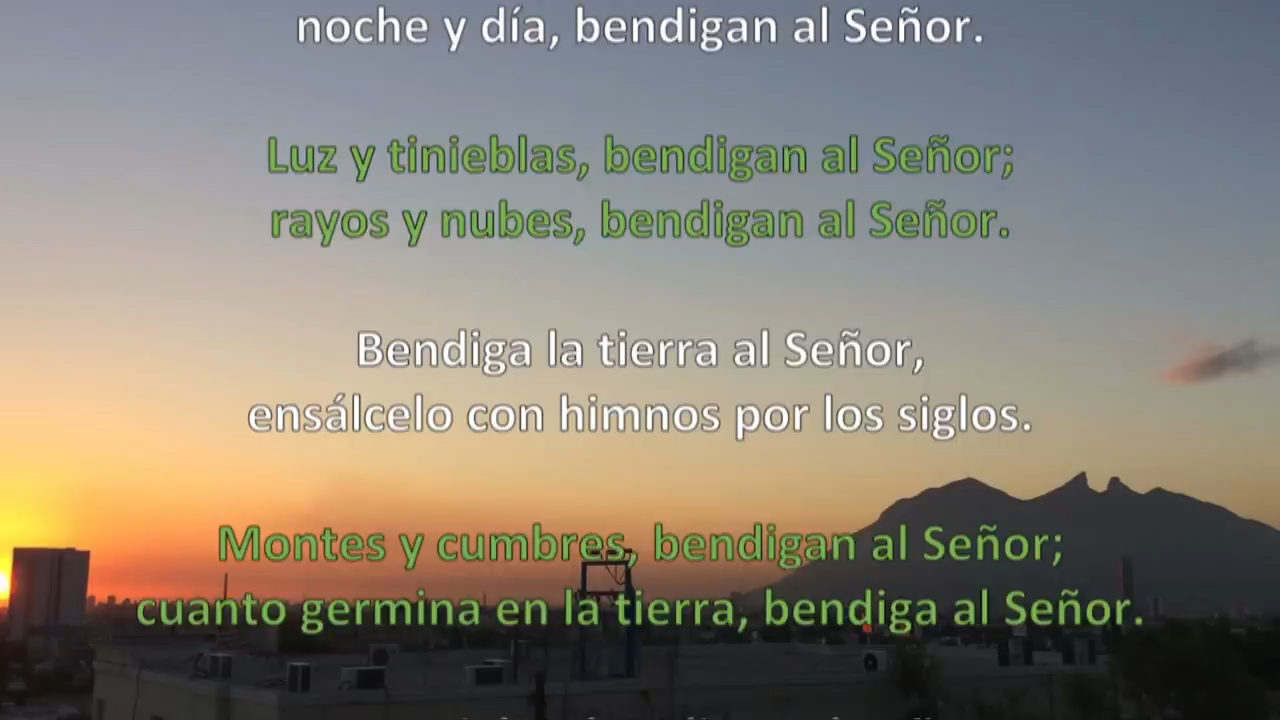 noche y día, bendigan al Señor.
Luz y tinieblas, bendigan al Señor;
rayos y nubes, bendigan al Señor.
Bendiga la tierra al Señor,
ensálcelo con himnos por los siglos.
Montes y cumbres, bendigan al Señor;
cuanto germina en la tierra, bendiga al Señor.